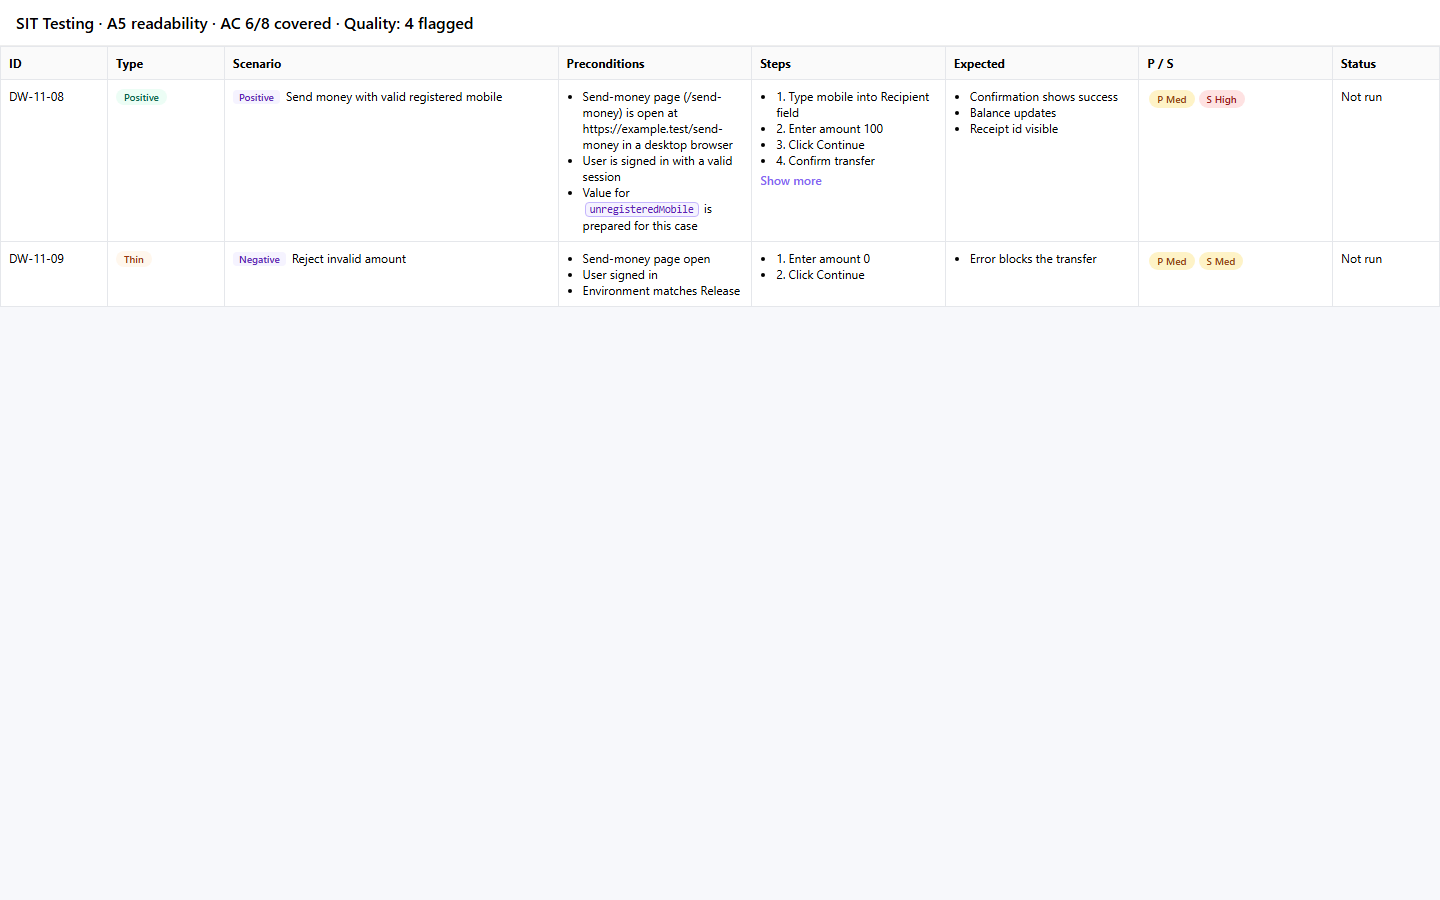 SIT Testing · A5 readability · AC 6/8 covered · Quality: 4 flagged
ID Type Scenario Preconditions Steps Expected P / S Status
DW-11-08
Positive
Positive Send money with valid registered mobile
• Send-money page (/send-
money) is open at
https://example.test/send-
money in a desktop browser
• User is signed in with a valid
session
• Value for
unregisteredMobile is
prepared for this case
• 1. Type mobile into Recipient
field
• 2. Enter amount 100
• 3. Click Continue
• 4. Confirm transfer
Show more
• Confirmation shows success
• Balance updates
• Receipt id visible
P Med S High
Not run
DW-11-09
Thin
Negative Reject invalid amount
• Send-money page open
• User signed in
• Environment matches Release
• 1. Enter amount 0
• 2. Click Continue
• Error blocks the transfer
P Med S Med
Not run